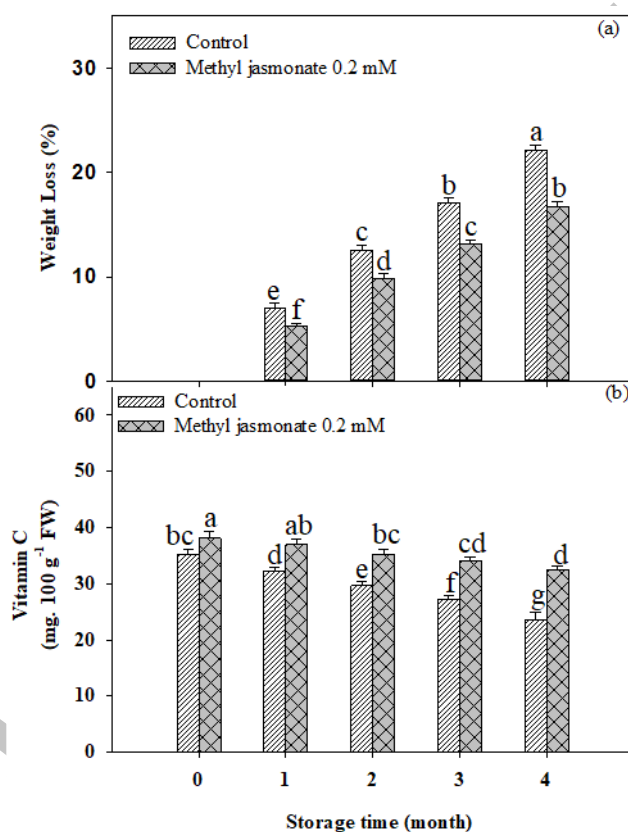 (a)
Control
Methyl jasmonate 0.2 mM
Weight Loss (%)
30
20
10
0
a
b
b
c
c
d
e
f
(b)
Control
Methyl jasmonate 0.2 mM
Vitamin C
(mg. 100 g⁻¹ FW)
60
50
40
30
20
10
0
bc a d ab e bc f cd g d
0 1 2 3 4
Storage time (month)